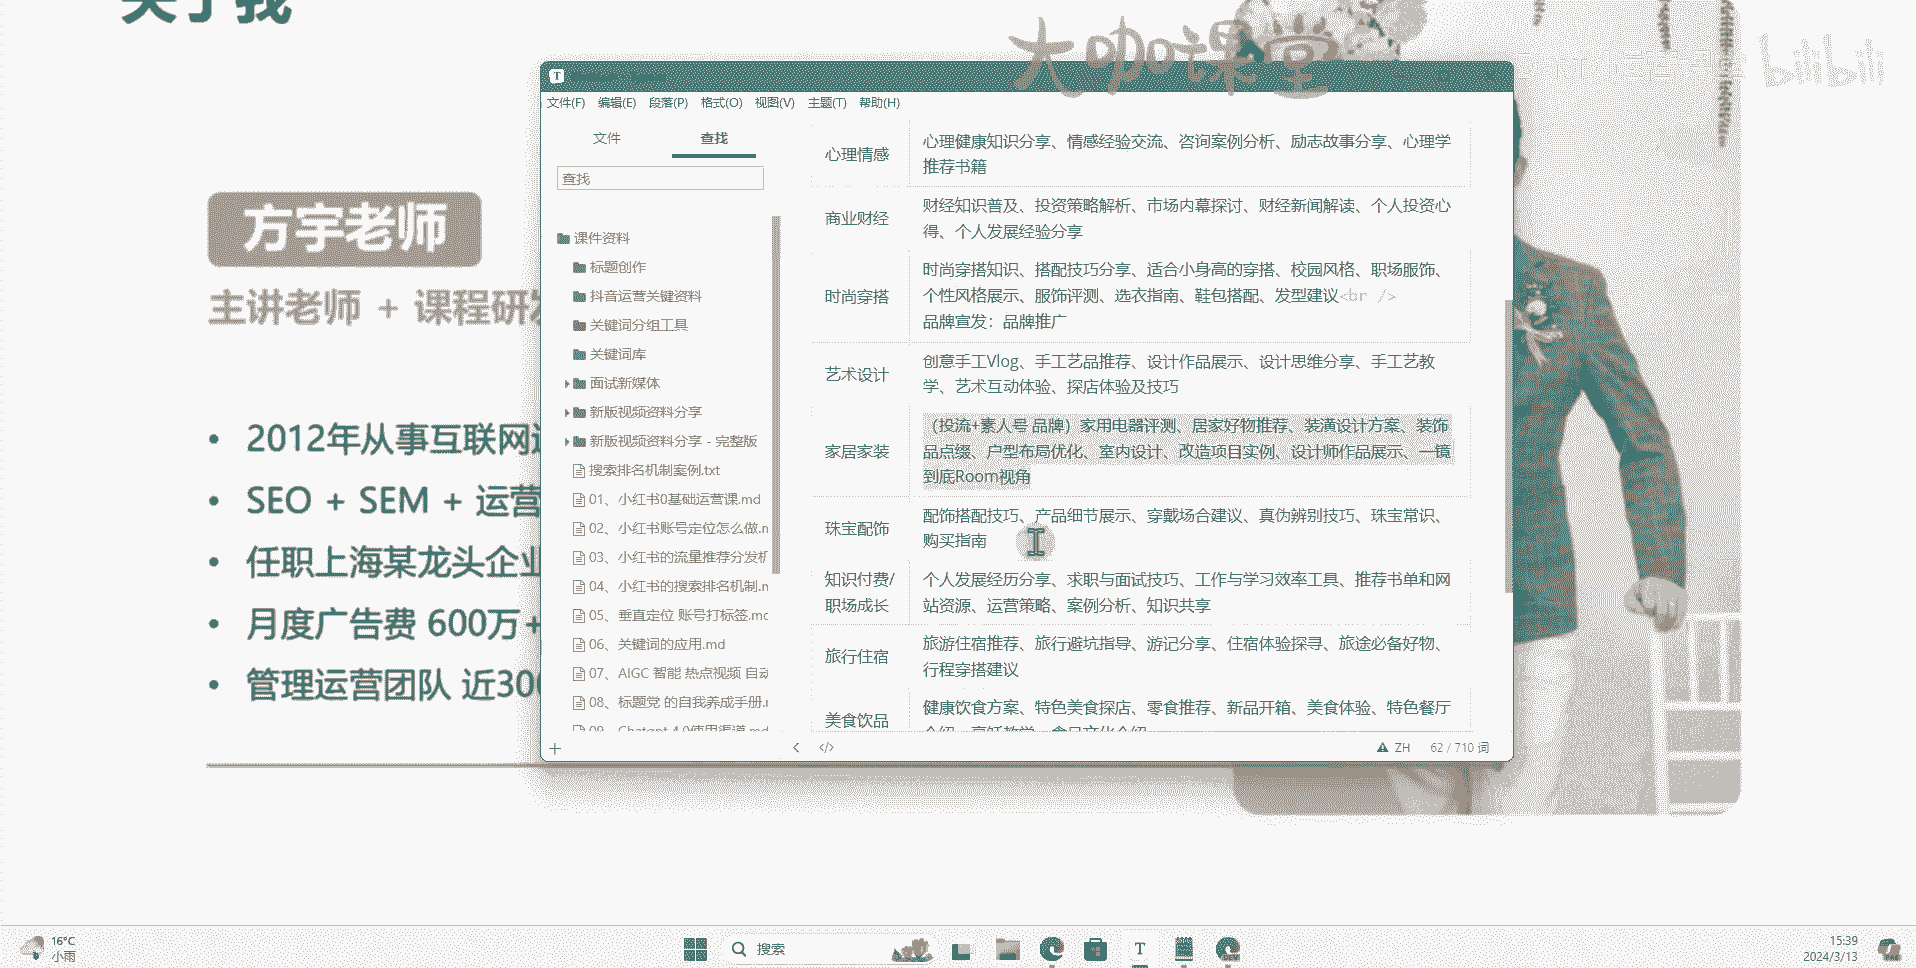 关于我
大咖课堂
bilibili
方宇老师
主讲老师 + 课程研发
2012年从事互联网
SEO + SEM + 运营
任职上海某龙头企业
月度广告费 600万+
管理运营团队 近300
文件(F) 编辑(E) 段落(P) 格式(O) 视图(V) 主题(T) 帮助(H)
文件 查找
查找
课件资料
标题创作
抖音运营关键资料
关键词分组工具
关键词库
面试新媒体
新版视频资料分享
新版视频资料分享 - 完整版
搜索排名机制案例.txt
01、小红书0基础运营课.md
02、小红书账号定位怎么做.m
03、小红书的流量推荐分发机
04、小红书的搜索排名机制.m
05、垂直定位 账号打标签.mc
06、关键词的应用.md
07、AIGC 智能 热点视频 自动
08、标题党 的自我养成手册.r
09、Chatgpt 4.0使用渠道.md
心理情感
心理健康知识分享、情感经验交流、咨询案例分析、励志故事分享、心理学
推荐书籍
商业财经
财经知识普及、投资策略解析、市场内幕探讨、财经新闻解读、个人投资心
得、个人发展经验分享
时尚穿搭
时尚穿搭知识、搭配技巧分享、适合小身高的穿搭、校园风格、职场服饰、
个性风格展示、服饰评测、选衣指南、鞋包搭配、发型建议<br />
品牌宣发：品牌推广
艺术设计
创意手工Vlog、手工艺品推荐、设计作品展示、设计思维分享、手工艺教
学、艺术互动体验、探店体验及技巧
家居家装
（投流+素人号 品牌）家用电器评测、居家好物推荐、装潢设计方案、装饰
品点缀、户型布局优化、室内设计、改造项目实例、设计师作品展示、一镜
到底Room视角
珠宝配饰
配饰搭配技巧、产品细节展示、穿戴场合建议、真伪辨别技巧、珠宝常识、
购买指南
知识付费/
职场成长
个人发展经历分享、求职与面试技巧、工作与学习效率工具、推荐书单和网
站资源、运营策略、案例分析、知识共享
旅行住宿
旅游住宿推荐、旅行避坑指导、游记分享、住宿体验探寻、旅途必备好物、
行程穿搭建议
美食饮品
健康饮食方案、特色美食探店、零食推荐、新品开箱、美食体验、特色餐厅
介绍、烹饪教学、食品文化介绍
ZH 62 / 710 词
16°C
小雨
搜索
15:39
2024/3/13